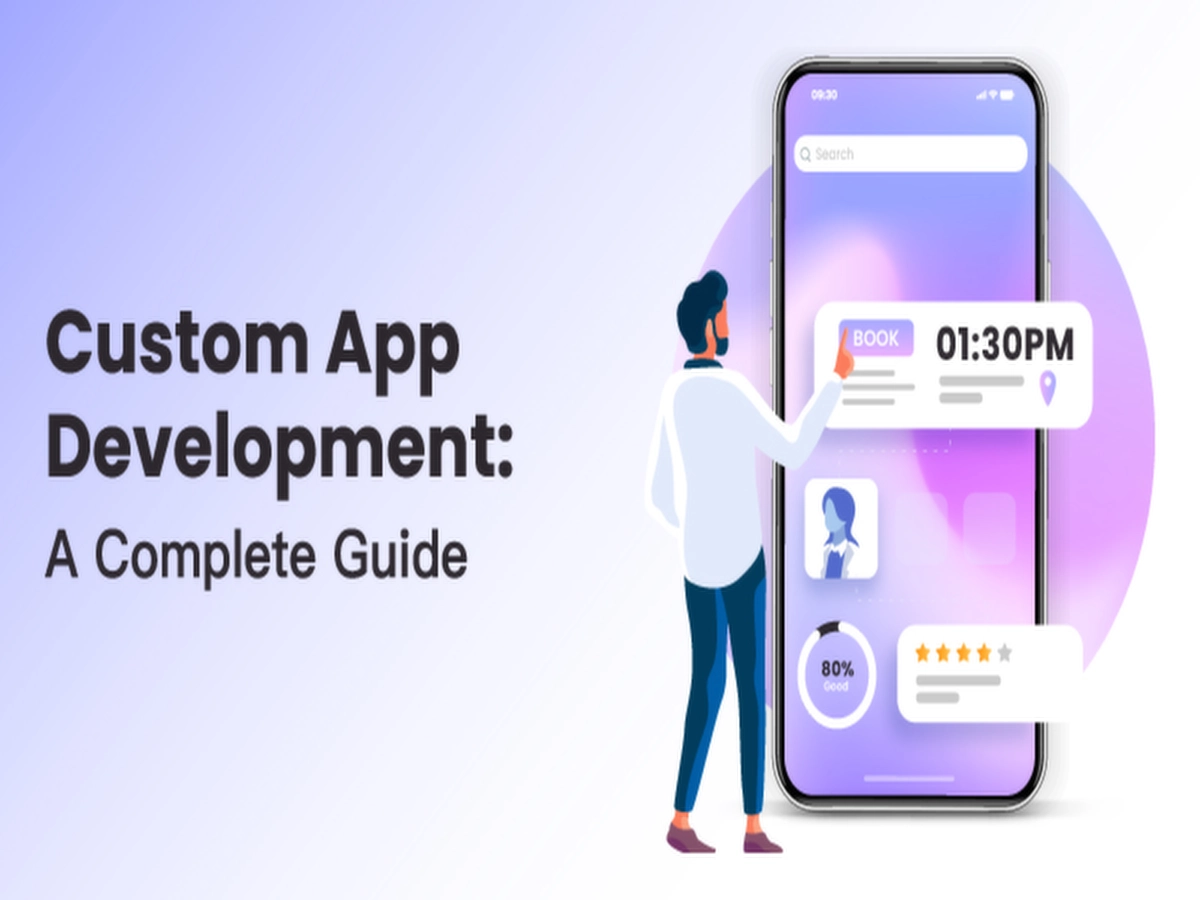 Custom App
Development:
A Complete Guide
09:30
Search
BOOK
01:30PM
80%
Good